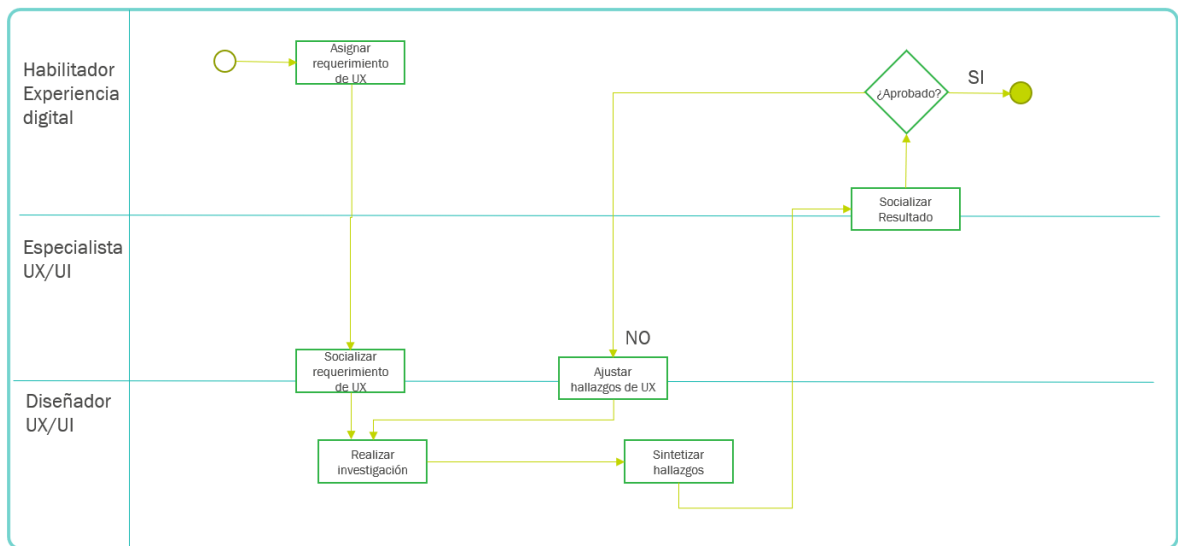 Habilitador
Experiencia
digital
Asignar
requerimiento
de UX
¿Aprobado?
SI
Socializar
Resultado
Especialista
UX/UI
NO
Socializar
requerimiento
de UX
Ajustar
hallazgos de UX
Diseñador
UX/UI
Realizar
investigación
Sintetizar
hallazgos